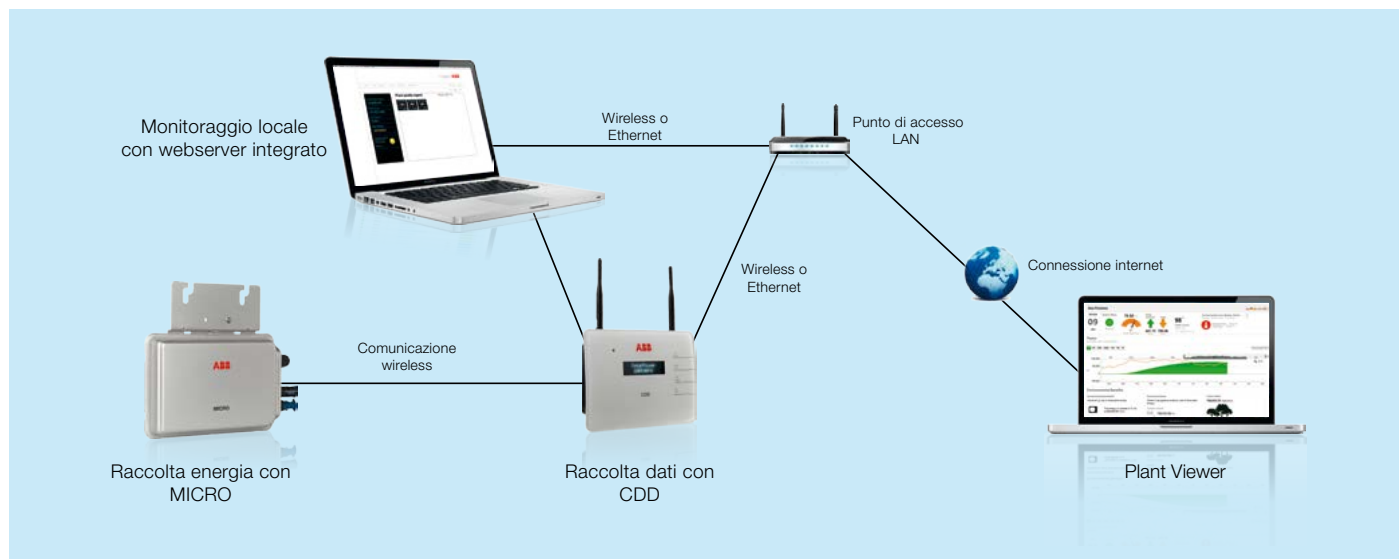 Monitoraggio locale
con webserver integrato
ABB
Wireless o
Ethernet
Punto di accesso
LAN
Wireless o
Ethernet
Connessione internet
ABB
MICRO
Comunicazione
wireless
ABB
CDD
Raccolta energia con
MICRO
Raccolta dati con
CDD
Plant Viewer